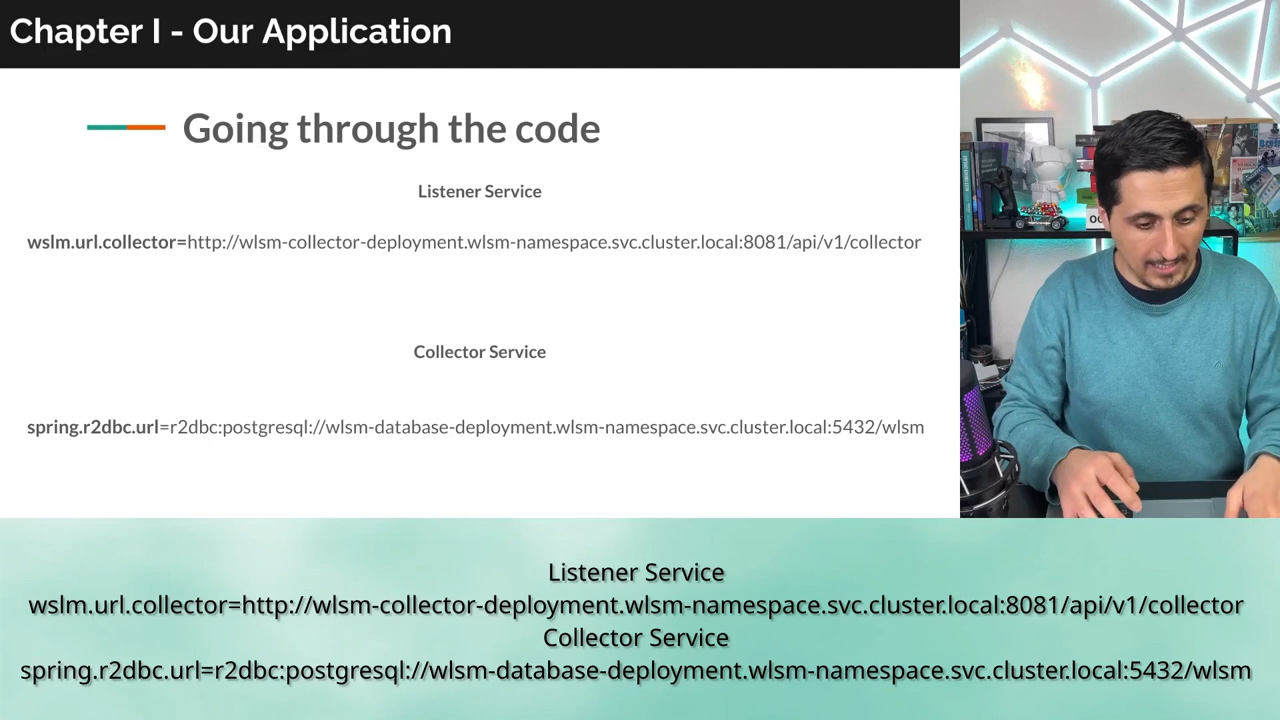 Chapter I - Our Application
Going through the code
Listener Service
wslm.url.collector=http://wlsm-collector-deployment.wlsm-namespace.svc.cluster.local:8081/api/v1/collector
Collector Service
spring.r2dbc.url=r2dbc:postgresql://wlsm-database-deployment.wlsm-namespace.svc.cluster.local:5432/wlsm
Listener Service
wslm.url.collector=http://wlsm-collector-deployment.wlsm-namespace.svc.cluster.local:8081/api/v1/collector
Collector Service
spring.r2dbc.url=r2dbc:postgresql://wlsm-database-deployment.wlsm-namespace.svc.cluster.local:5432/wlsm